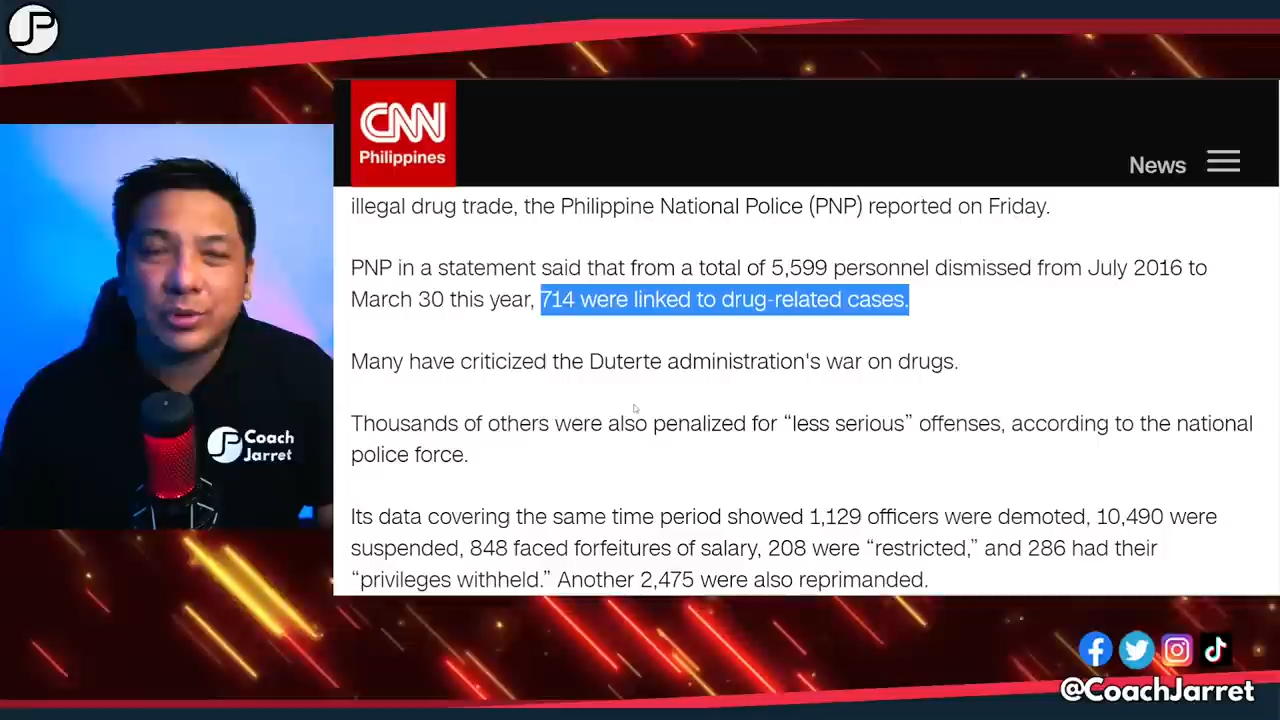 JP
CNN
Philippines
News
illegal drug trade, the Philippine National Police (PNP) reported on Friday.
PNP in a statement said that from a total of 5,599 personnel dismissed from July 2016 to
March 30 this year, 714 were linked to drug-related cases.
Many have criticized the Duterte administration's war on drugs.
Thousands of others were also penalized for “less serious” offenses, according to the national
police force.
Its data covering the same time period showed 1,129 officers were demoted, 10,490 were
suspended, 848 faced forfeitures of salary, 208 were “restricted,” and 286 had their
“privileges withheld.” Another 2,475 were also reprimanded.
JP Coach
Jarret
@CoachJarret